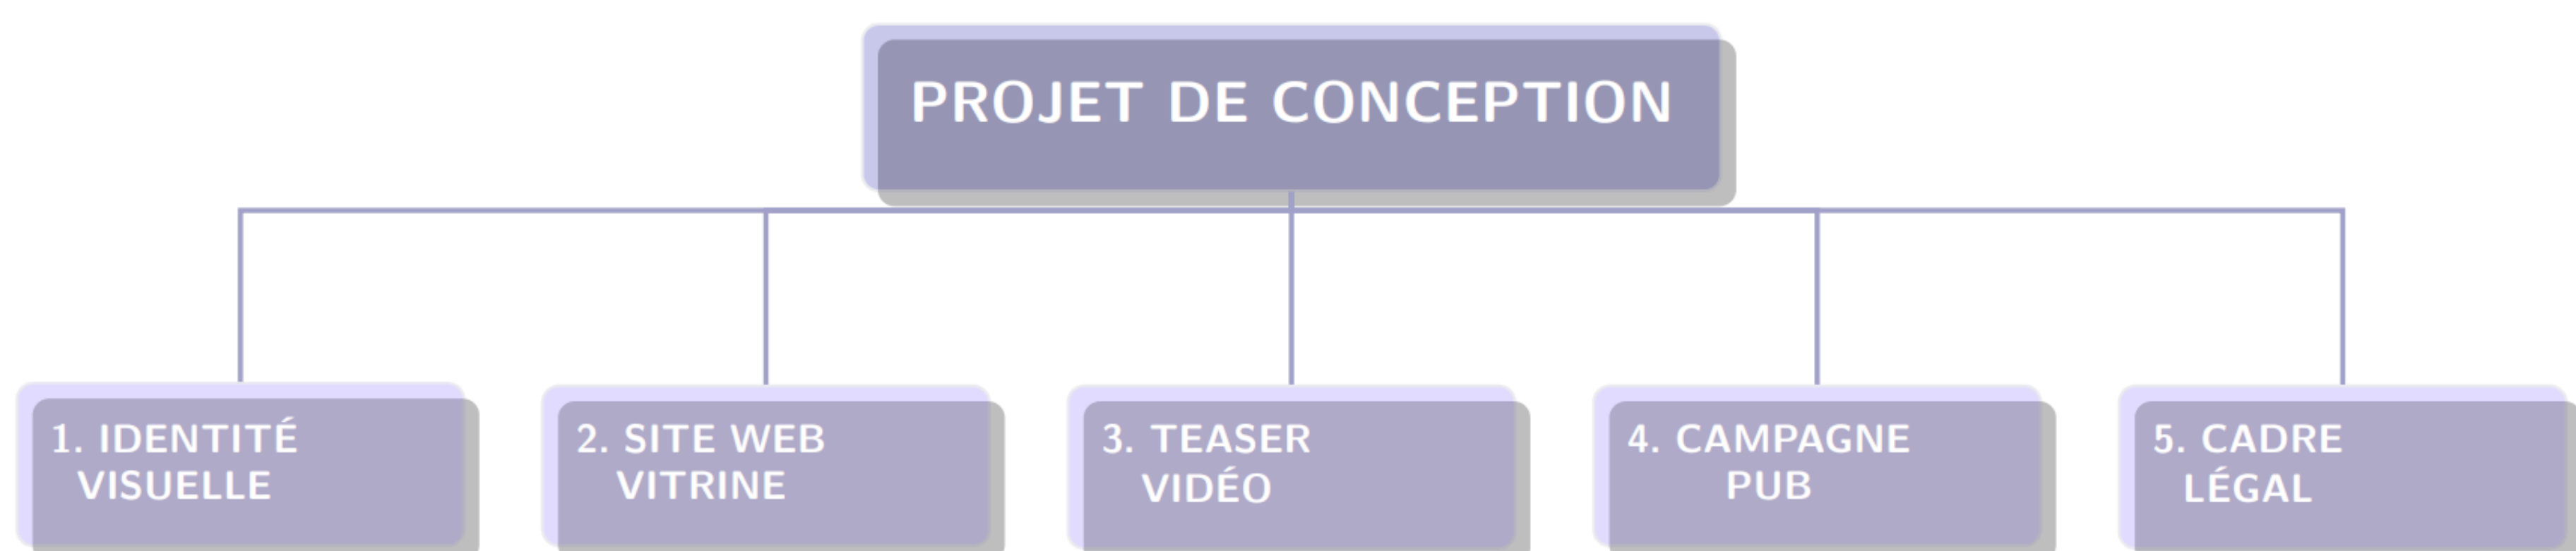 PROJET DE CONCEPTION
1. IDENTITÉ
VISUELLE
2. SITE WEB
VITRINE
3. TEASER
VIDÉO
4. CAMPAGNE
PUB
5. CADRE
LÉGAL